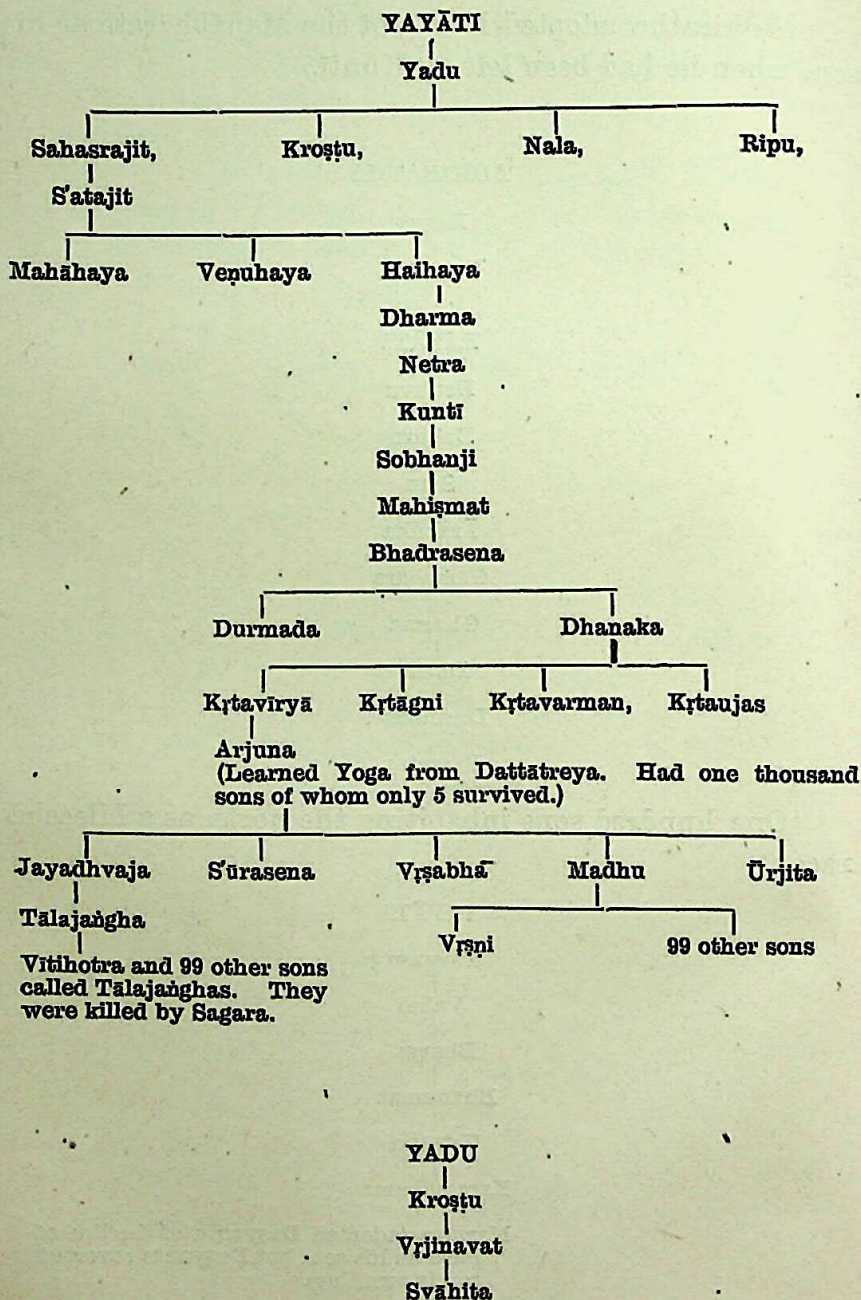 YAYĀTI
Yadu
Sahasrajit, Kroṣṭu, Nala, Ripu,
S'atajit
Mahāhaya Veṇuhaya Haihaya
Dharma
Netra
Kuntī
Sobhanji
Mahiṣmat
Bhadrasena
Durmada Dhanaka
Kṛtavīryā Kṛtāgni Kṛtavarman, Kṛtaujas
Arjuna
(Learned Yoga from Dattātreya. Had one thousand
sons of whom only 5 survived.)
Jayadhvaja S'ūrasena Vṛṣabhā Madhu Ūrjita
Tālajaṅgha
Vṛṣṇi 99 other sons
Vītihotra and 99 other sons
called Tālajaṅghas. They
were killed by Sagara.
YADU
Kroṣṭu
Vṛjinavat
Svāhita